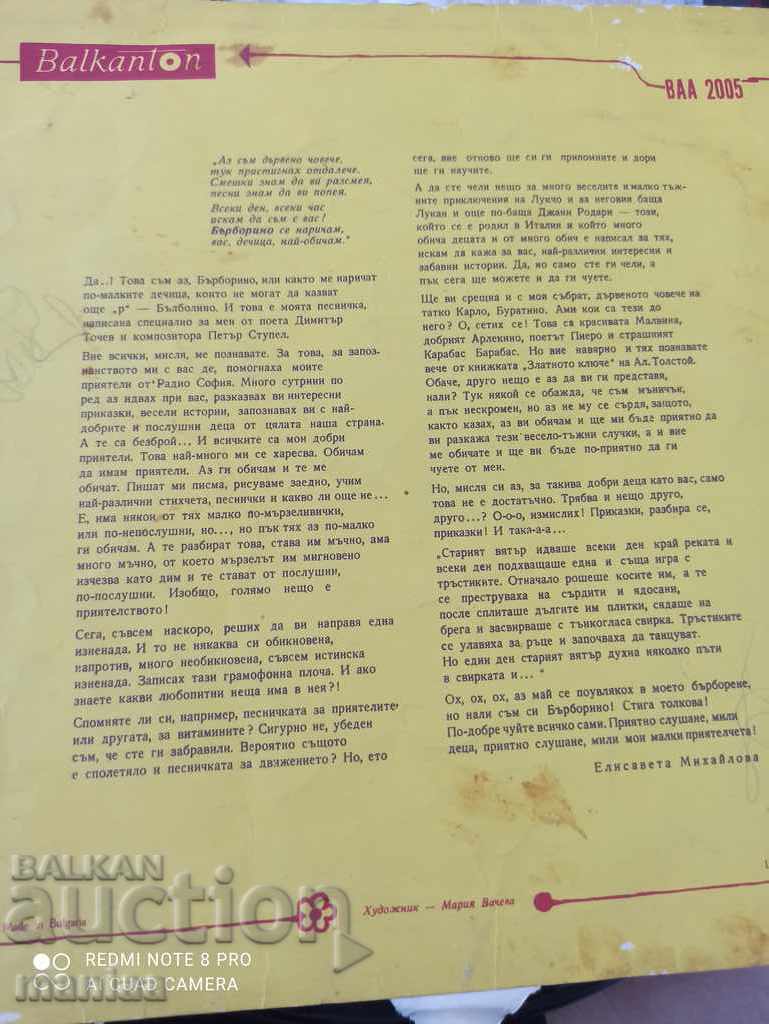 Balkanton
ВАА 2005
„Аз съм дървено човече,
тук пристигнах отдалече.
Смешки знам да ви разсмея,
песни знам да ви попея.
Всеки ден, всеки час
искам да съм е вас!
Бърборино се наричам,
вас, дечица, най-обичам."
Да..! Това съм аз, Бърборино, или както ме наричат
по-малките дечица, които не могат да казват
още „р" — Бълболино. И това е моята песничка,
написана специално за мен от поета Димитър
Точев и композитора Петър Ступел.
Вие всички, мисля, ме познавате. За това, за запоз-
нанството ми с вас де, помогнаха моите
приятели от Радио София. Много сутрини по
ред аз идвах при вас, разказвах ви интересни
приказки, весели истории, запознавах ви с най-
добрите и послушни деца от цялата наша страна.
А те са безброй... И всичките са мои добри
приятели. Това най-много ми се харесва. Обичам
да имам приятели. Аз ги обичам и те ме
обичат. Пишат ми писма, рисуваме заедно, учим
най-различни стихчета, песнички и какво ли още не...
Е, има някои от тях малко по-мързеливички,
или по-непослушни, но..., но пък тях аз по-малко
ги обичам. А те разбират това, става им мъчно, ама
много мъчно, от което мързелът им мигновено
изчезва като дим и те стават от послушни,
по-послушни. Изобщо, голямо нещо е
приятелството!
Сега, съвсем наскоро, реших да ви направя една
изненада. И то не някаква си обикновена,
напротив, много необикновена, съвсем истинска
изненада. Записах тази грамофонна плоча. И ако
знаете какви любопитни неща има в нея?!
Спомняте ли си, например, песничката за приятелите
или другата, за витамините? Сигурно не, убеден
съм, че сте ги забравили. Вероятно същото
е сполетяло и песничката за движението? Но, ето
сега, вие отново ще си ги припомните и дори
ще ги научите.
А да сте чели нещо за много веселите и малко тъж-
ните приключения на Лукчо и на неговия баща
Лукан и още по-баща Джани Родари — този,
който се е родил в Италия и който много
обича децата и от много обич е написал за тях,
искам да кажа за вас, най-различни интересни и
забавни истории. Да, но само сте ги чели, а
пък сега ще можете и да ги чуете.
Ще ви срещна и с моя събрат, дървеното човече на
татко Карло, Буратино. Ами кои са тези до
него? О, сетих се! Това са красивата Малвина,
добрият Арлекино, поетът Пиеро и страшният
Карабас Барабас. Но вие навярно и тях познавате
вече от книжката „Златното ключе" на Ал. Толстой.
Обаче, друго нещо е аз да ви ги представя,
нали? Тук някой се обажда, че съм мъничък,
а пък нескромен, но аз не му се сърдя, защото,
както казах, аз ви обичам и ще ми бъде приятно да
ви разкажа тези весело-тъжни случки, а и вие
ме обичате и ще ви бъде по-приятно да ги
чуете от мен.
Но, мисля си аз, за такива добри деца като вас, само
това не е достатъчно. Трябва и нещо друго,
друго...? О-о-о, измислих! Приказки, разбира се,
приказки! И така-а-а...
„Старият вятър идваше всеки ден край реката и
всеки ден подхващаше една и съща игра с
тръстиките. Отначало рошеше косите им, а те
се преструваха на сърдити и ядосани,
после сплиташе дългите им плитки, сядаше на
брега и засвирваше с тънкогласа свирка. Тръстиките
се улавяха за ръце и започваха да танцуват.
Но един ден старият вятър духна няколко пъти
в свирката и... "
Ох, ох, ох, аз май се поувлякох в моето бърборене,
но нали съм си Бърборино! Стига толкова!
По-добре чуйте всичко сами. Приятно слушане, мили
деца, приятно слушане, мили мои малки приятелчета!
Елисавета Михайлова
Художник — Мария Вачева
Made in Bulgaria
BALKAN
auction
REDMI NOTE 8 PRO
AI QUAD CAMERA